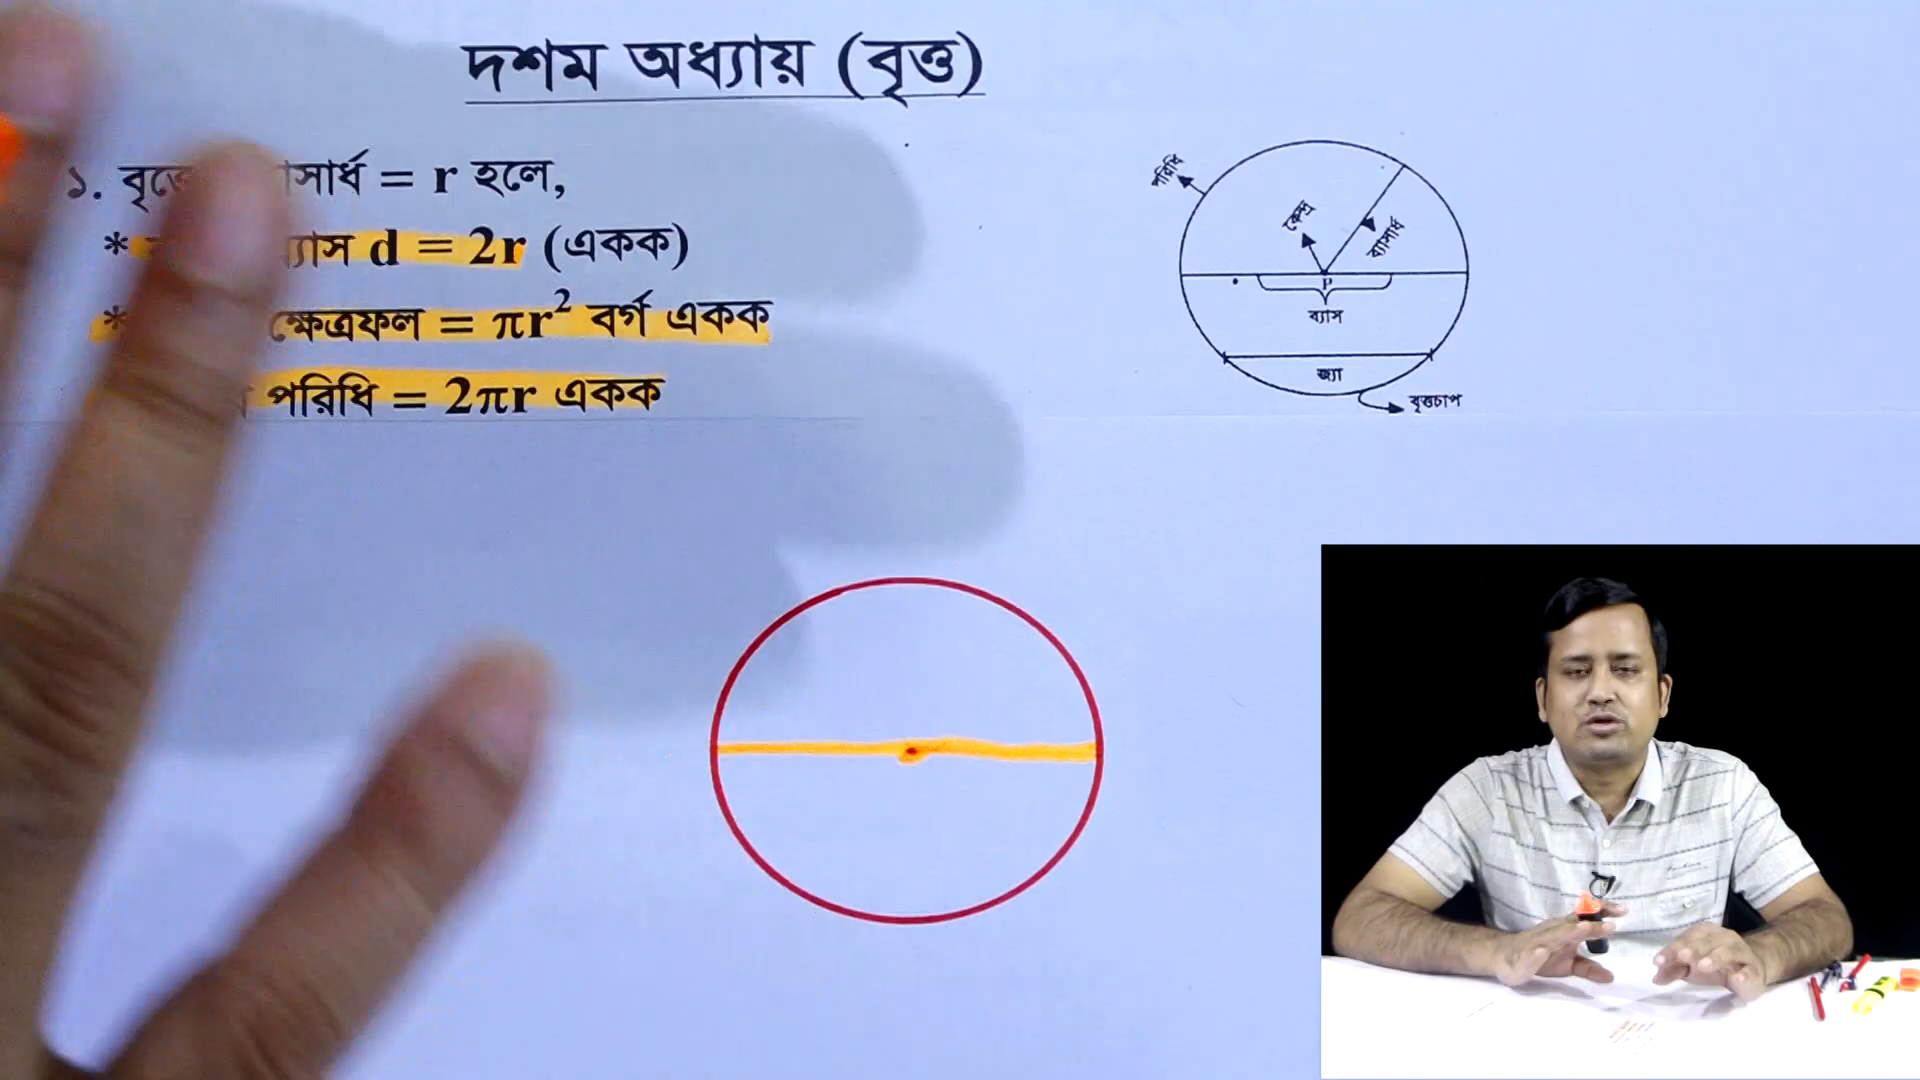 দশম অধ্যায় (বৃত্ত)
১. = r হলে,
* d = 2r (একক)
* ক্ষেত্রফল = πr² বর্গ একক
পরিধি = 2πr একক
পরিধি
কেন্দ্র
ব্যাসার্ধ
P
ব্যাস
জ্যা
বৃত্তচাপ